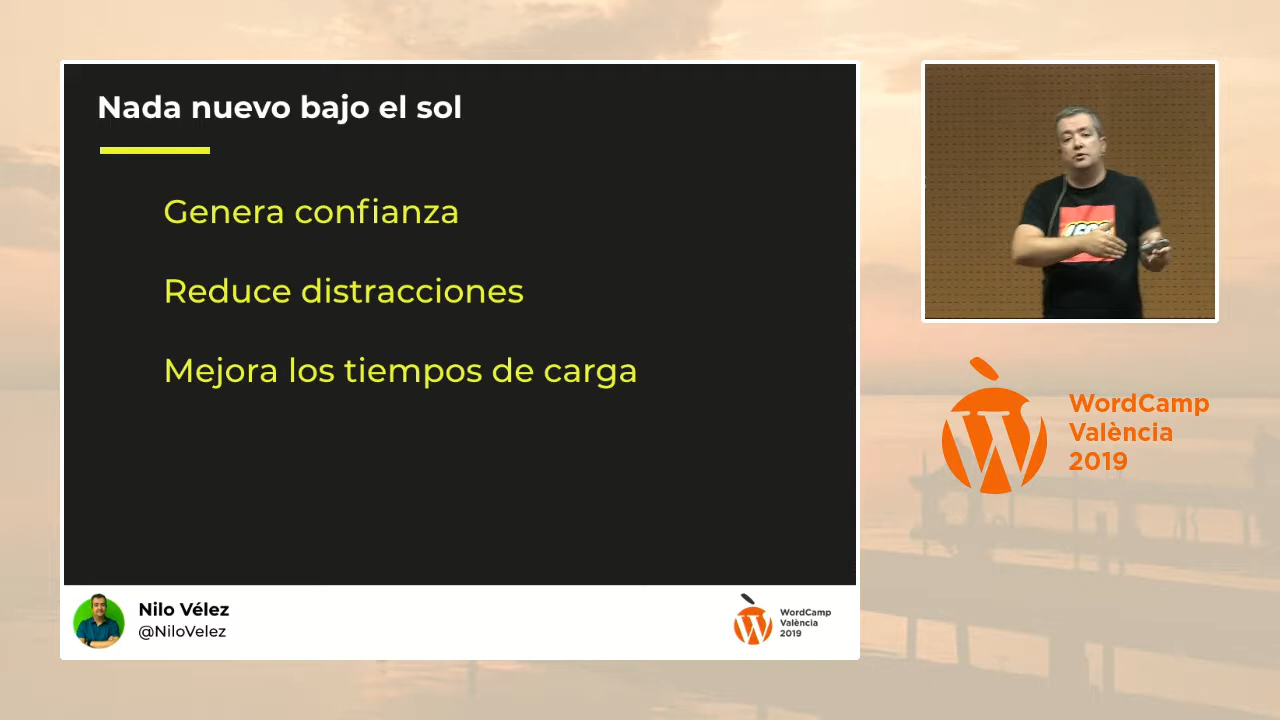 Nada nuevo bajo el sol
Genera confianza
Reduce distracciones
Mejora los tiempos de carga
Nilo Vélez
@NiloVelez
WordCamp
València
2019
WordCamp
València
2019